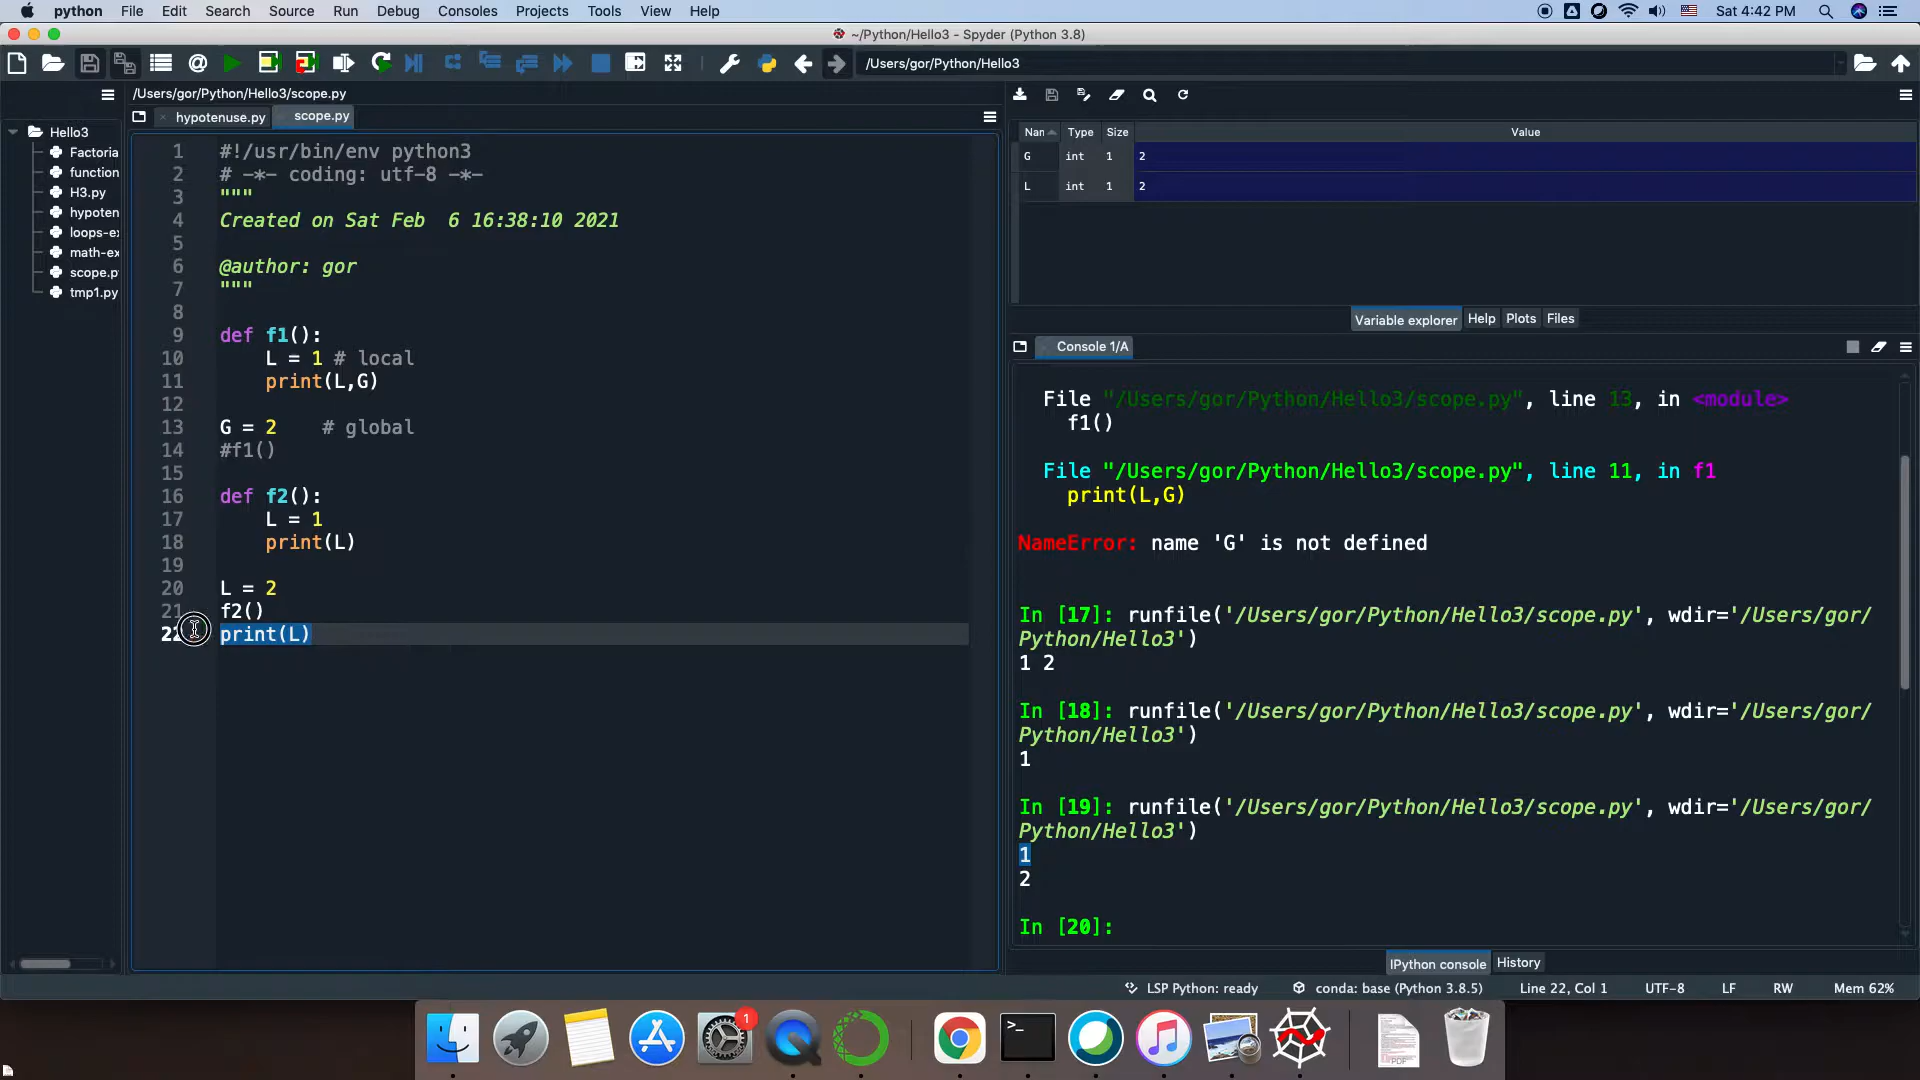 python File Edit Search Source Run Debug Consoles Projects Tools View Help Sat 4:42 PM
~/Python/Hello3 - Spyder (Python 3.8)
/Users/gor/Python/Hello3
/Users/gor/Python/Hello3/scope.py
hypotenuse.py scope.py
Hello3
Factoria
function
H3.py
hypoten
loops-ex
math-ex
scope.p
tmp1.py
1 #!/usr/bin/env python3
2 # -*- coding: utf-8 -*-
3 """
4 Created on Sat Feb  6 16:38:10 2021
5
6 @author: gor
7 """
8
9 def f1():
10     L = 1 # local
11     print(L,G)
12
13 G = 2    # global
14 #f1()
15
16 def f2():
17     L = 1
18     print(L)
19
20 L = 2
21 f2()
22 print(L)
Nan Type Size Value
G int 1 2
L int 1 2
Variable explorer Help Plots Files
Console 1/A
File "/Users/gor/Python/Hello3/scope.py", line 13, in <module>
f1()
File "/Users/gor/Python/Hello3/scope.py", line 11, in f1
print(L,G)
NameError: name 'G' is not defined
In [17]: runfile('/Users/gor/Python/Hello3/scope.py', wdir='/Users/gor/
Python/Hello3')
1 2
In [18]: runfile('/Users/gor/Python/Hello3/scope.py', wdir='/Users/gor/
Python/Hello3')
1
In [19]: runfile('/Users/gor/Python/Hello3/scope.py', wdir='/Users/gor/
Python/Hello3')
1
2
In [20]:
IPython console History
LSP Python: ready conda: base (Python 3.8.5) Line 22, Col 1 UTF-8 LF RW Mem 62%
1
>_
PDF